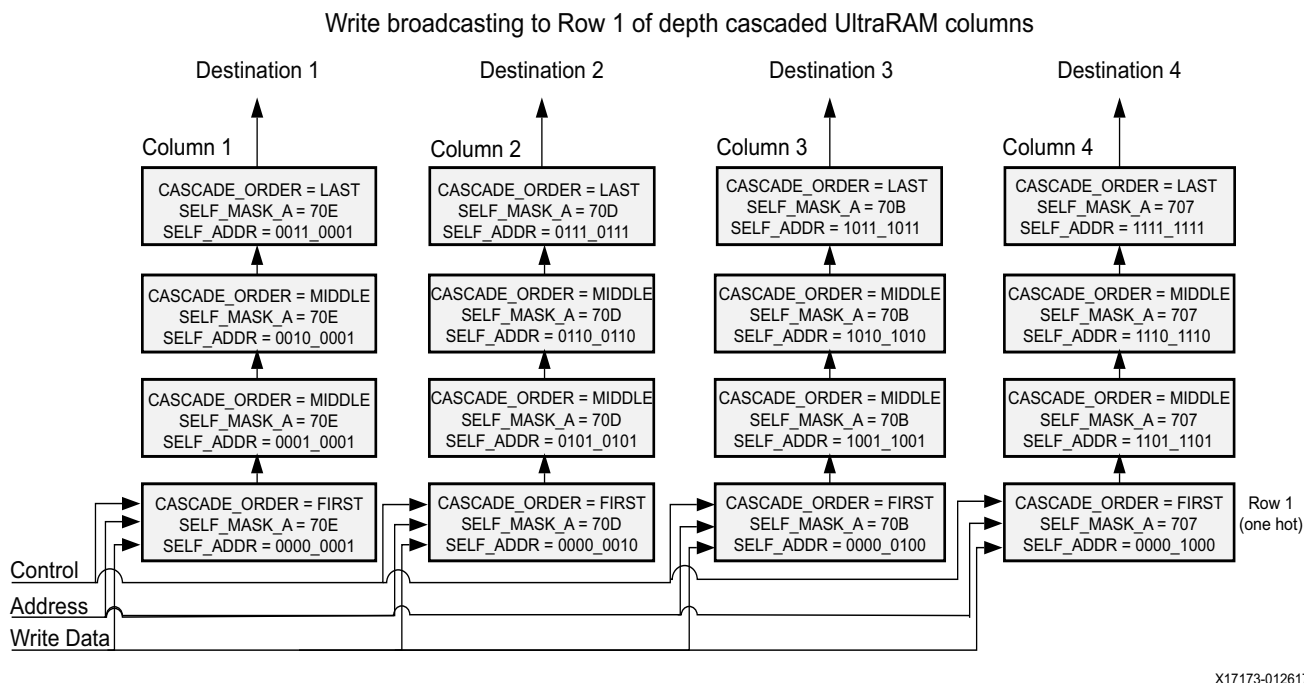 Write broadcasting to Row 1 of depth cascaded UltraRAM columns
Destination 1
Destination 2
Destination 3
Destination 4
Column 1
Column 2
Column 3
Column 4
CASCADE_ORDER = LAST
SELF_MASK_A = 70E
SELF_ADDR = 0011_0001
CASCADE_ORDER = LAST
SELF_MASK_A = 70D
SELF_ADDR = 0111_0111
CASCADE_ORDER = LAST
SELF_MASK_A = 70B
SELF_ADDR = 1011_1011
CASCADE_ORDER = LAST
SELF_MASK_A = 707
SELF_ADDR = 1111_1111
CASCADE_ORDER = MIDDLE
SELF_MASK_A = 70E
SELF_ADDR = 0010_0001
CASCADE_ORDER = MIDDLE
SELF_MASK_A = 70D
SELF_ADDR = 0110_0110
CASCADE_ORDER = MIDDLE
SELF_MASK_A = 70B
SELF_ADDR = 1010_1010
CASCADE_ORDER = MIDDLE
SELF_MASK_A = 707
SELF_ADDR = 1110_1110
CASCADE_ORDER = MIDDLE
SELF_MASK_A = 70E
SELF_ADDR = 0001_0001
CASCADE_ORDER = MIDDLE
SELF_MASK_A = 70D
SELF_ADDR = 0101_0101
CASCADE_ORDER = MIDDLE
SELF_MASK_A = 70B
SELF_ADDR = 1001_1001
CASCADE_ORDER = MIDDLE
SELF_MASK_A = 707
SELF_ADDR = 1101_1101
CASCADE_ORDER = FIRST
SELF_MASK_A = 70E
SELF_ADDR = 0000_0001
CASCADE_ORDER = FIRST
SELF_MASK_A = 70D
SELF_ADDR = 0000_0010
CASCADE_ORDER = FIRST
SELF_MASK_A = 70B
SELF_ADDR = 0000_0100
CASCADE_ORDER = FIRST
SELF_MASK_A = 707
SELF_ADDR = 0000_1000
Row 1
(one hot)
Control
Address
Write Data
X17173-012617